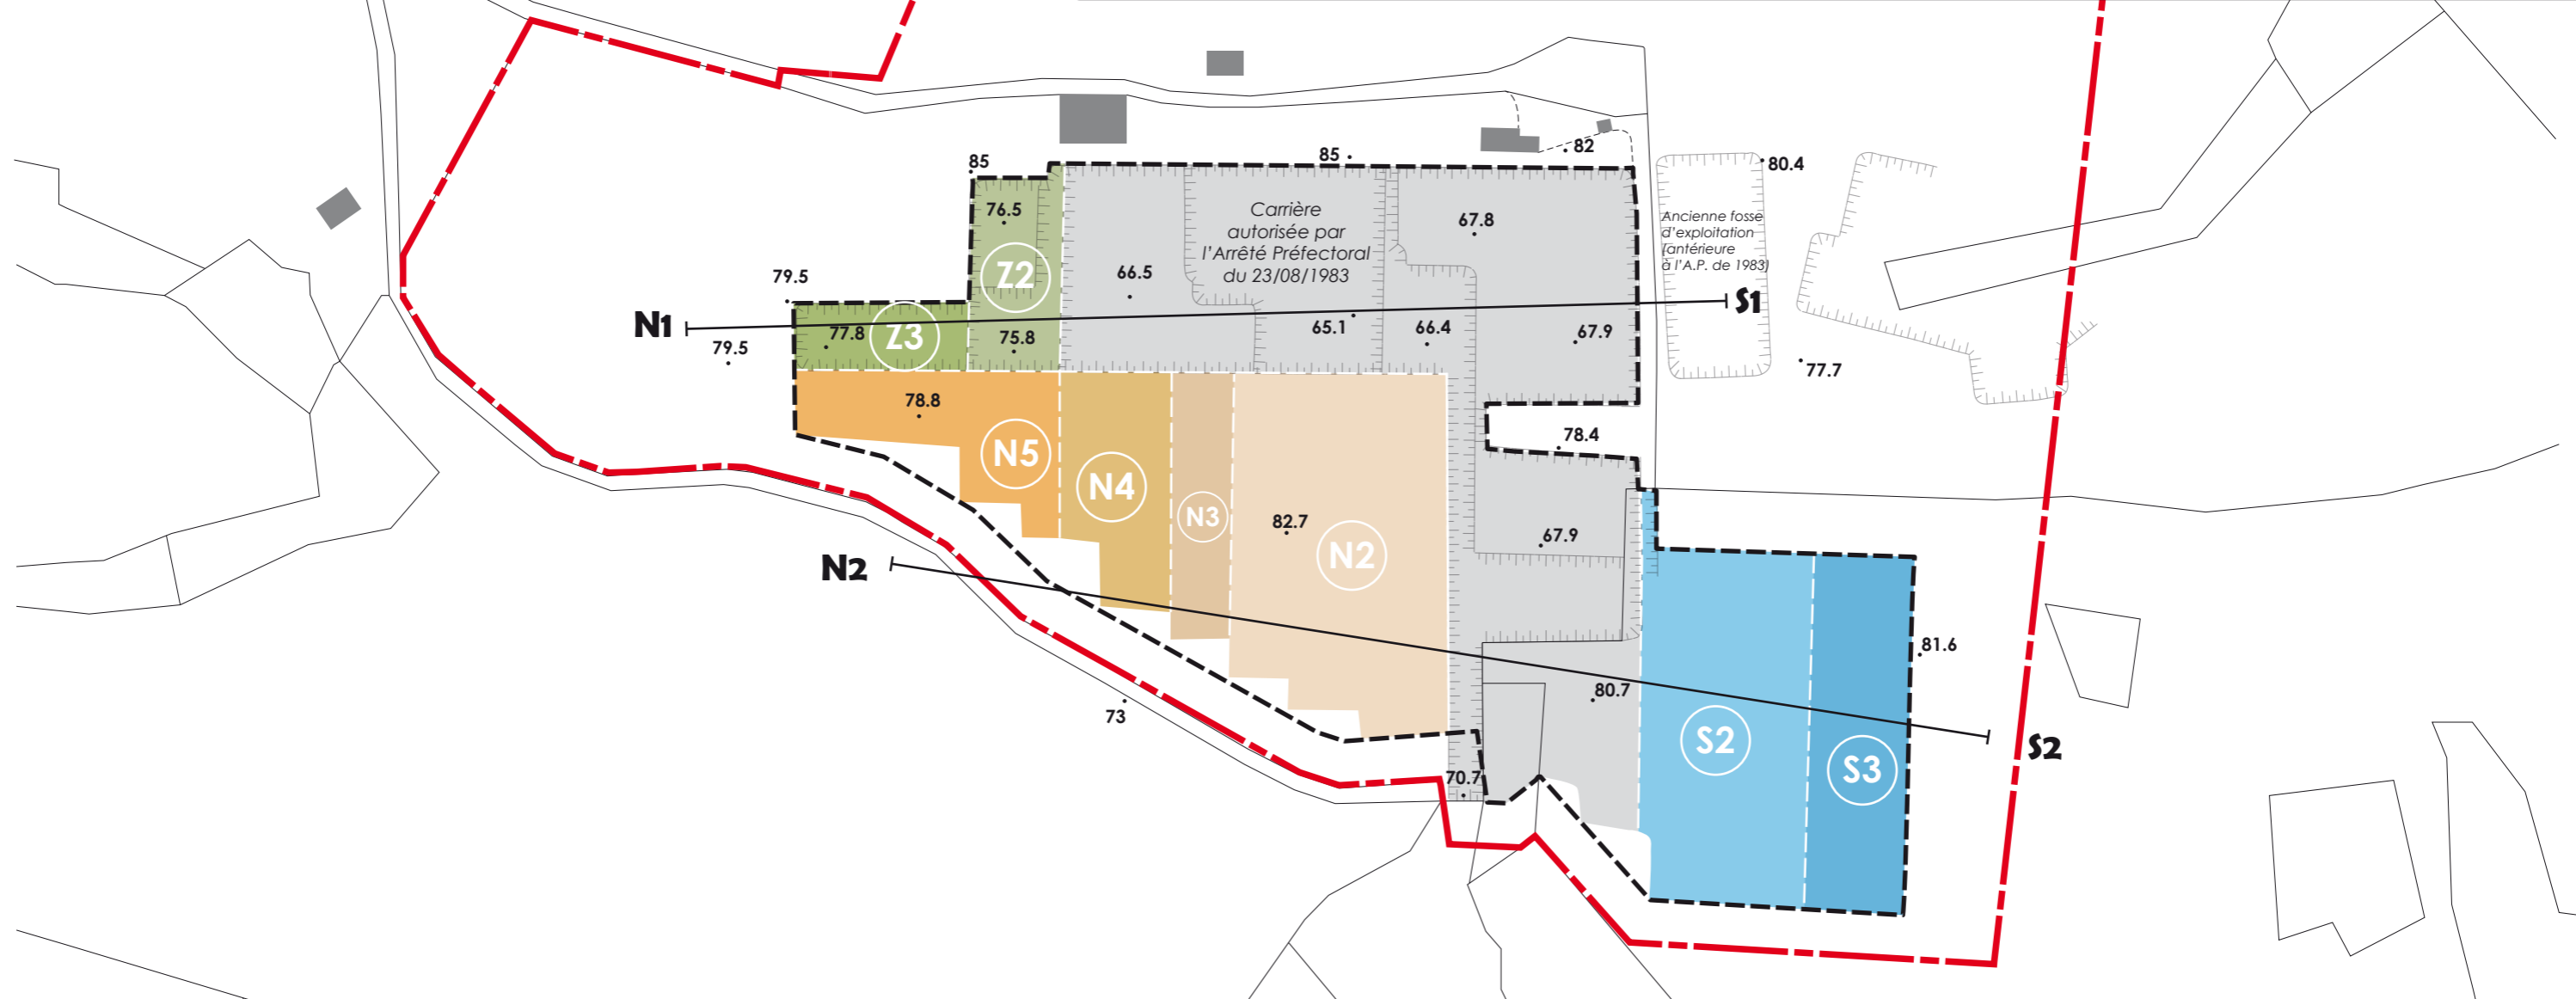 85
85
82
80.4
76.5
Carrière
autorisée par
l'Arrêté Préfectoral
du 23/08/1983
67.8
Ancienne fosse
d'exploitation
(antérieure
à l'A.P. de 1983)
79.5
Z2
66.5
N1
79.5
77.8
Z3
75.8
65.1
66.4
67.9
S1
77.7
78.8
N5
N4
N3
82.7
N2
78.4
67.9
N2
73
70.7
80.7
S2
S3
81.6
S2